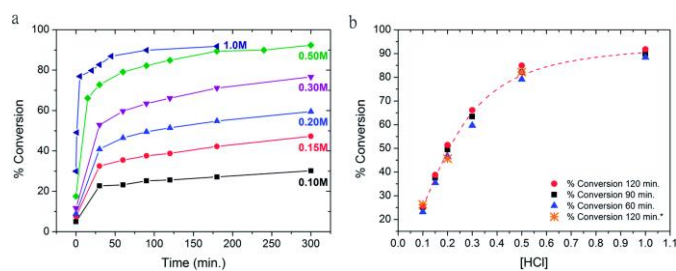 a
% Conversion
100
80
60
40
20
0
1.0M
0.50M
0.30M
0.20M
0.15M
0.10M
0 50 100 150 200 250 300
Time (min.)
b
% Conversion
100
90
80
70
60
50
40
30
20
% Conversion 120 min.
% Conversion 90 min.
% Conversion 60 min.
% Conversion 120 min.*
0.0 0.1 0.2 0.3 0.4 0.5 0.6 0.7 0.8 0.9 1.0 1.1
[HCl]